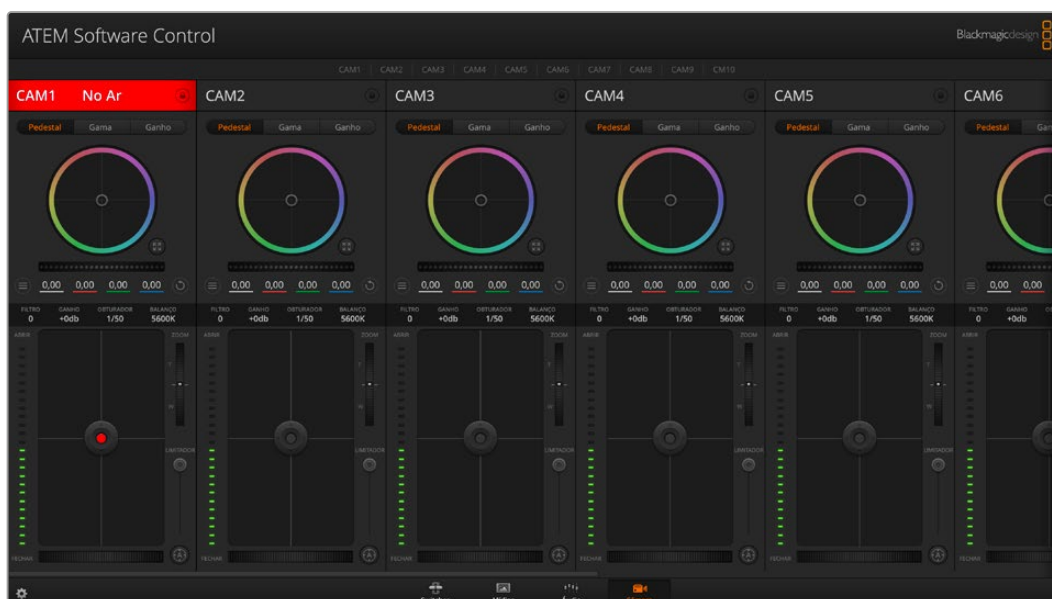 ATEM Software Control
Blackmagicdesign
CAM1 CAM2 CAM3 CAM4 CAM5 CAM6 CAM7 CAM8 CAM9 CM10
CAM1 No Ar CAM2 CAM3 CAM4 CAM5 CAM6
Pedestal Gama Ganho Pedestal Gama Ganho Pedestal Gama Ganho Pedestal Gama Ganho Pedestal Gama Ganho Pedestal
0,00 0,00 0,00 0,00 0,00 0,00 0,00 0,00 0,00 0,00 0,00 0,00 0,00 0,00 0,00 0,00 0,00 0,00 0,00 0,00 0,00 0,00
FILTRO GANHO OBTURADOR BALANÇO FILTRO GANHO OBTURADOR BALANÇO FILTRO GANHO OBTURADOR BALANÇO FILTRO GANHO OBTURADOR BALANÇO FILTRO GANHO OBTURADOR BALANÇO FILTRO GANHO
0 +0db 1/50 5600K 0 +0db 1/50 5600K 0 +0db 1/50 5600K 0 +0db 1/50 5600K 0 +0db 1/50 5600K 0 +0db
ABRIR ZOOM ABRIR ZOOM ABRIR ZOOM ABRIR ZOOM ABRIR ZOOM ABRIR
T T T T T
W W W W W
LIMITADOR LIMITADOR LIMITADOR LIMITADOR LIMITADOR
FECHAR FECHAR FECHAR FECHAR FECHAR FECHAR